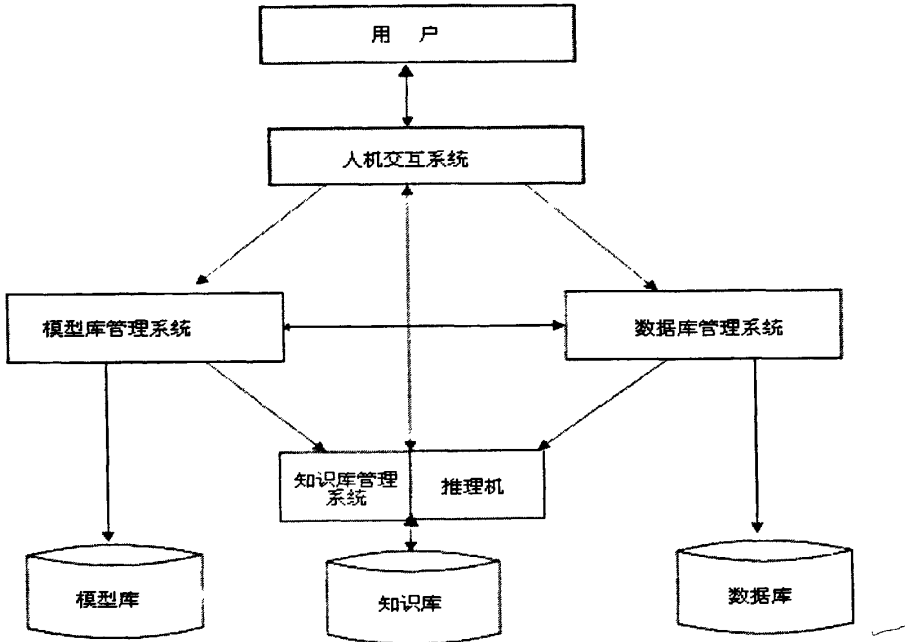 用 户
人机交互系统
模型库管理系统
数据库管理系统
知识库管理
系统
推理机
模型库
知识库
数据库